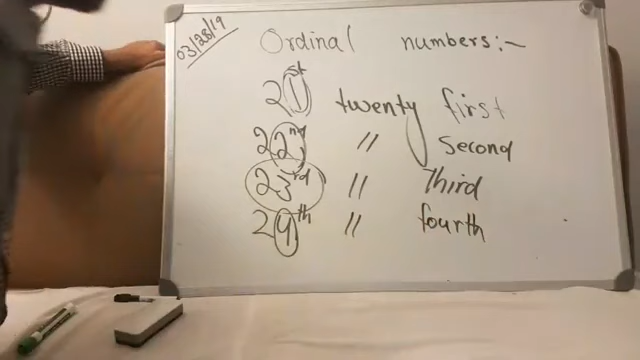 03/28/19
Ordinal numbers:-
21st twenty first
22nd // second
23rd // Third
24th // fourth